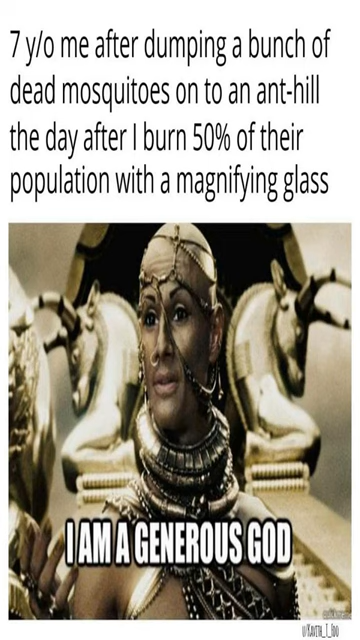 7 y/o me after dumping a bunch of
dead mosquitoes on to an ant-hill
the day after I burn 50% of their
population with a magnifying glass
I AM A GENEROUS GOD